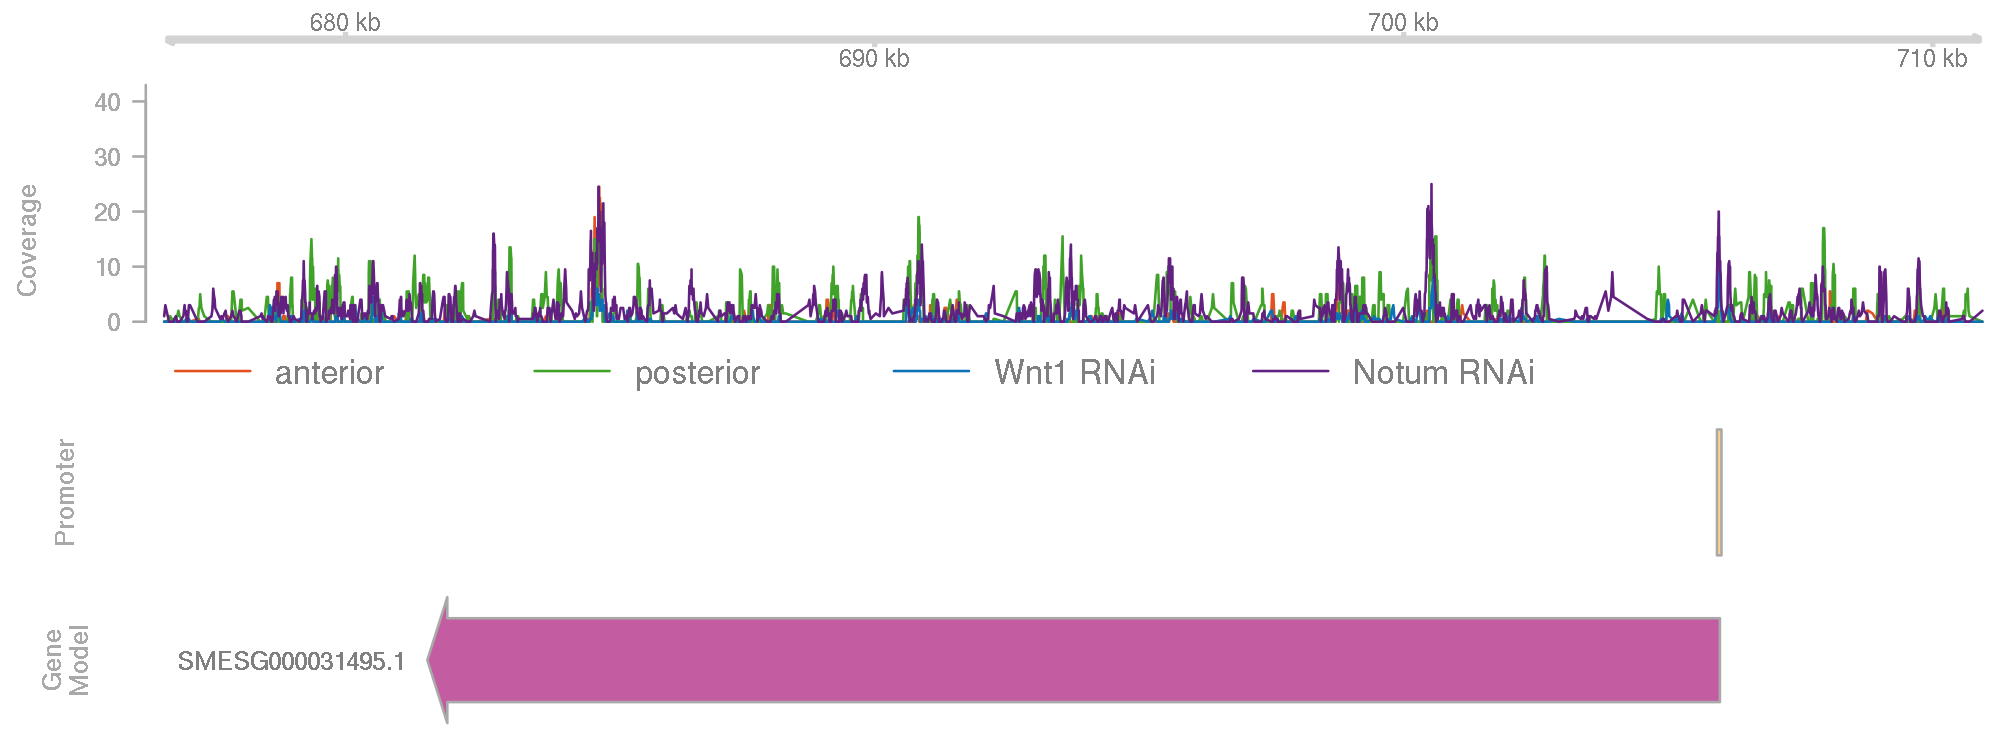 680 kb
700 kb
690 kb
710 kb
Coverage
40
30
20
10
0
anterior
posterior
Wnt1 RNAi
Notum RNAi
Promoter
Gene
Model
SMESG000031495.1